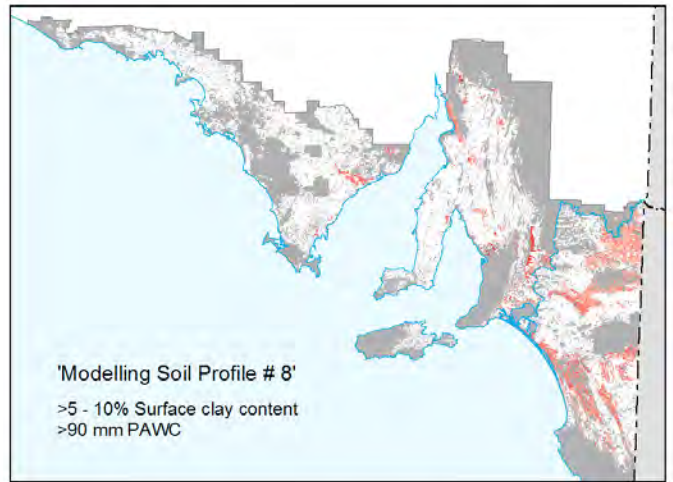 'Modelling Soil Profile # 8'
>5 - 10% Surface clay content
>90 mm PAWC